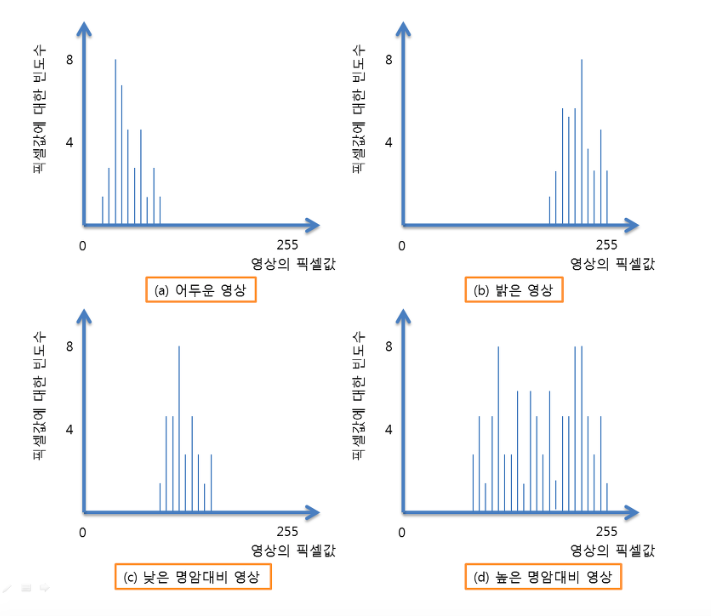 픽셀값에 대한 빈도수
8
4
0
255
영상의 픽셀값
(a) 어두운 영상
픽셀값에 대한 빈도수
8
4
0
255
영상의 픽셀값
(b) 밝은 영상
픽셀값에 대한 빈도수
8
4
0
255
영상의 픽셀값
(c) 낮은 명암대비 영상
픽셀값에 대한 빈도수
8
4
0
255
영상의 픽셀값
(d) 높은 명암대비 영상